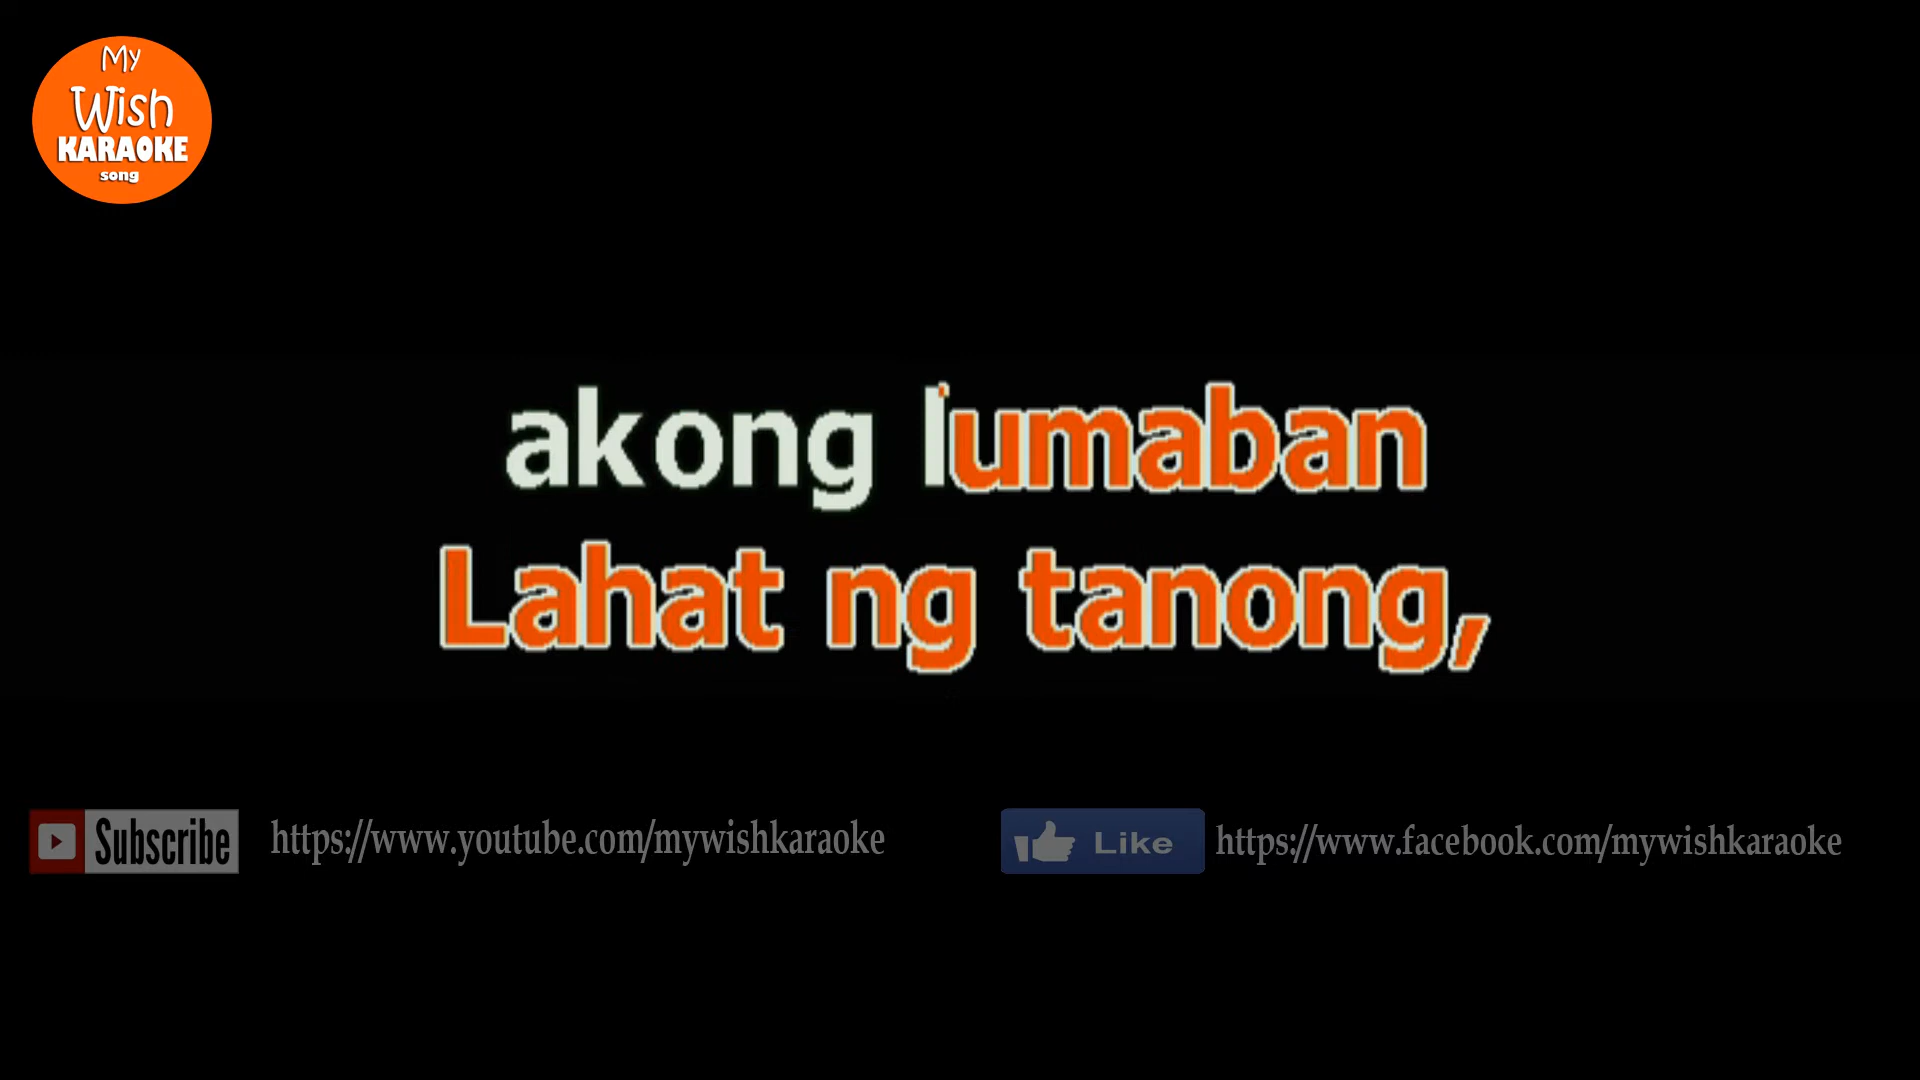 My
Wish
KARAOKE
song
akong lumaban
Lahat ng tanong,
Subscribe https://www.youtube.com/mywishkaraoke
Like https://www.facebook.com/mywishkaraoke